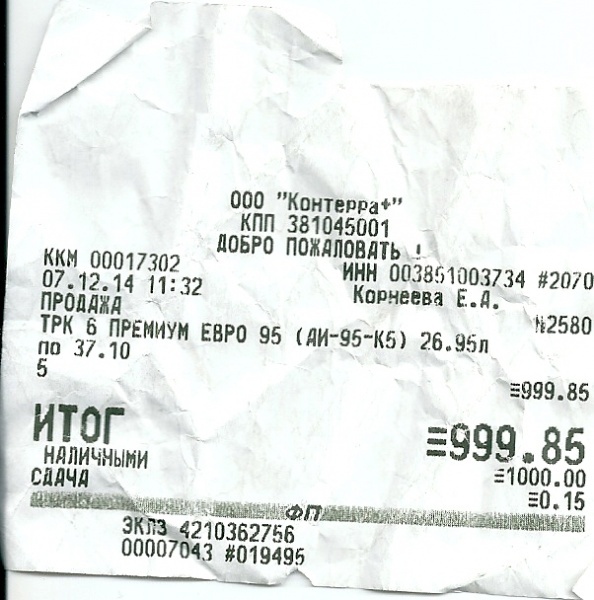 ООО "Контерра+"
КПП 381045001
ДОБРО ПОЖАЛОВАТЬ !
ККМ 00017302 ИНН 003851003734 #2070
07.12.14 11:32 Корнеева Е.А.
ПРОДАЖА №2580
ТРК 6 ПРЕМИУМ ЕВРО 95 (АИ-95-К5) 26.95л
по 37.10
5 ≡999.85
ИТОГ ≡999.85
НАЛИЧНЫМИ ≡1000.00
СДАЧА ≡0.15
ФП
ЭКЛЗ 4210362756
00007043 #019495